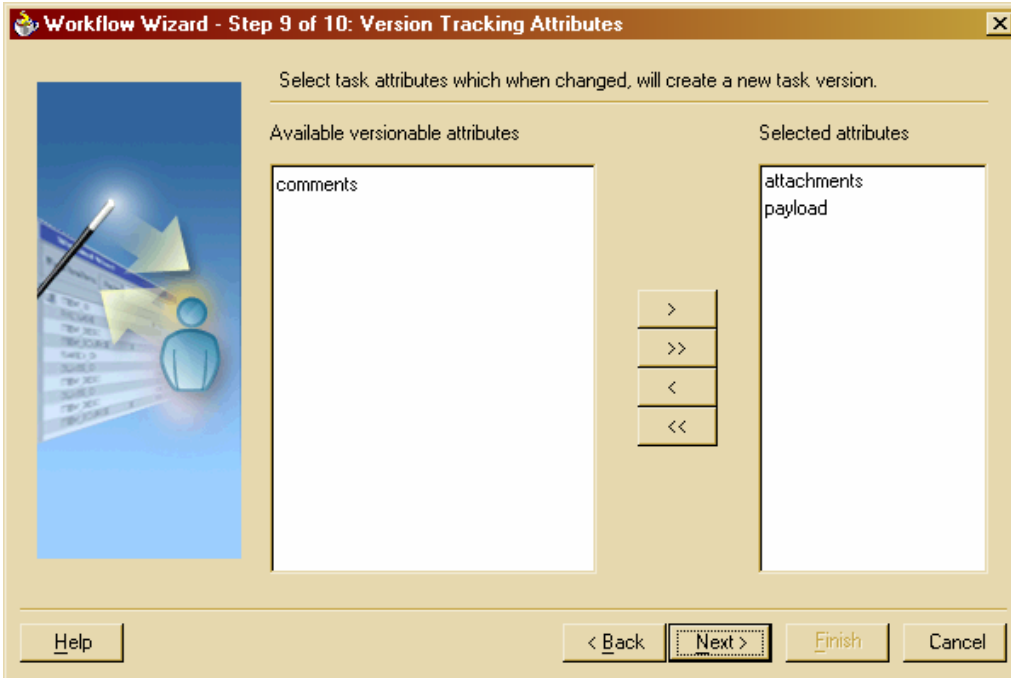 Workflow Wizard - Step 9 of 10: Version Tracking Attributes
Select task attributes which when changed, will create a new task version.
Available versionable attributes
Selected attributes
comments
attachments
payload
>
>>
<
<<
Help
< Back
Next >
Finish
Cancel